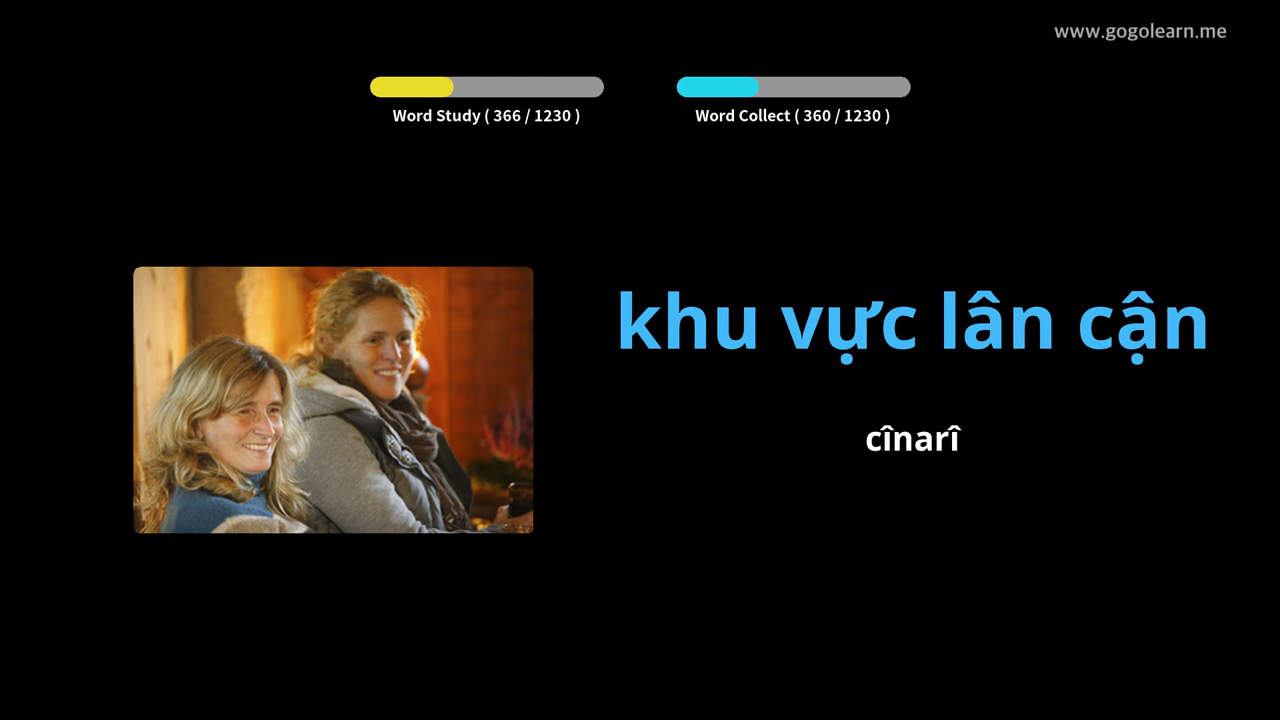 www.gogolearn.me
Word Study ( 366 / 1230 )
Word Collect ( 360 / 1230 )
khu vực lân cận
cînarî